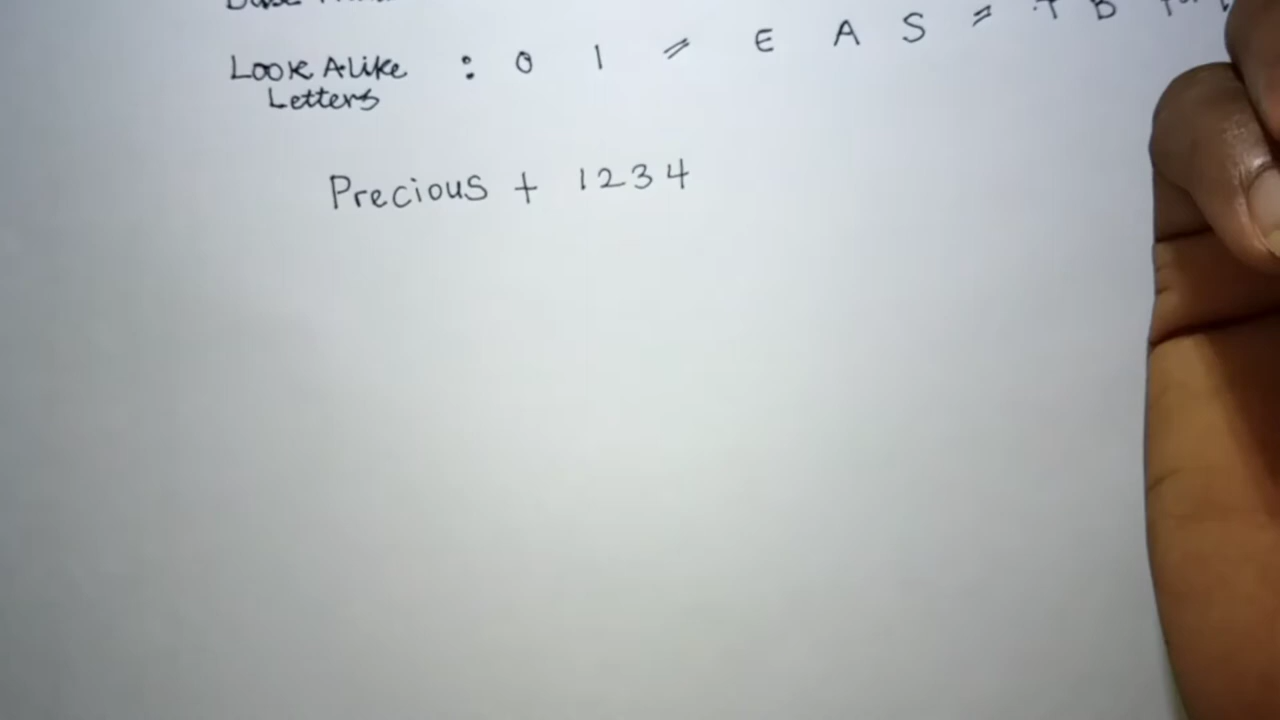 Look Alike : 0 1 = E A S = T B
Letters
Precious + 1234